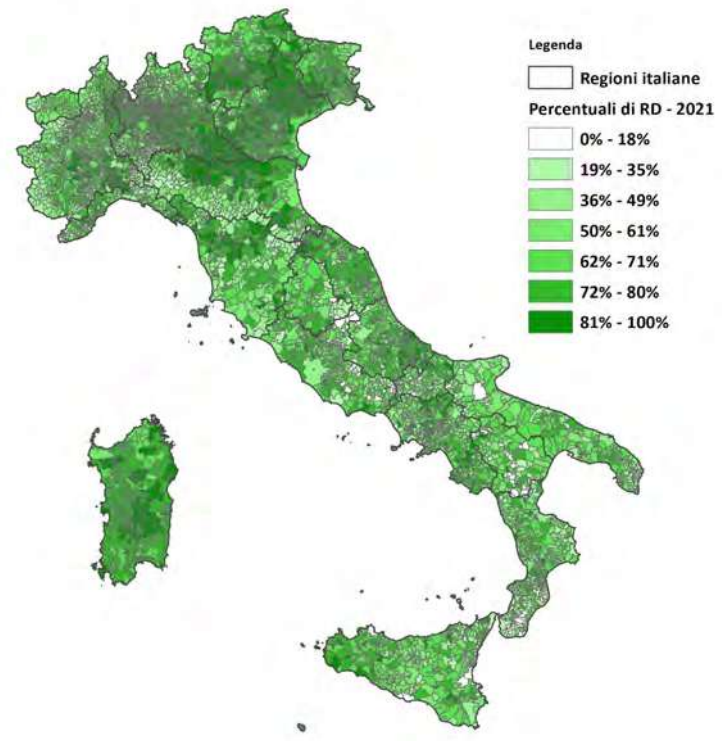 Legenda
Regioni italiane
Percentuali di RD - 2021
0% - 18%
19% - 35%
36% - 49%
50% - 61%
62% - 71%
72% - 80%
81% - 100%